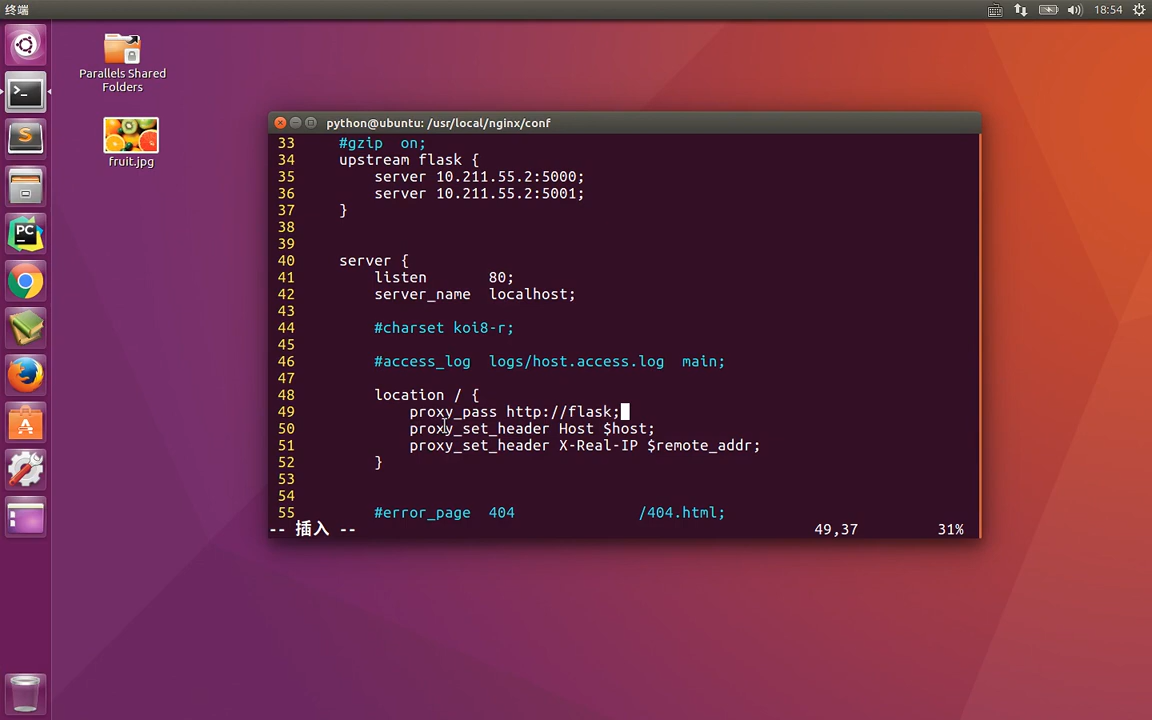 终端
18:54
Parallels Shared
Folders
fruit.jpg
python@ubuntu: /usr/local/nginx/conf
33 #gzip  on;
34 upstream flask {
35 server 10.211.55.2:5000;
36 server 10.211.55.2:5001;
37 }
38
39
40 server {
41 listen       80;
42 server_name  localhost;
43
44 #charset koi8-r;
45
46 #access_log  logs/host.access.log  main;
47
48 location / {
49 proxy_pass http://flask;
50 proxy_set_header Host $host;
51 proxy_set_header X-Real-IP $remote_addr;
52 }
53
54
55 #error_page  404              /404.html;
-- 插入 -- 49,37 31%